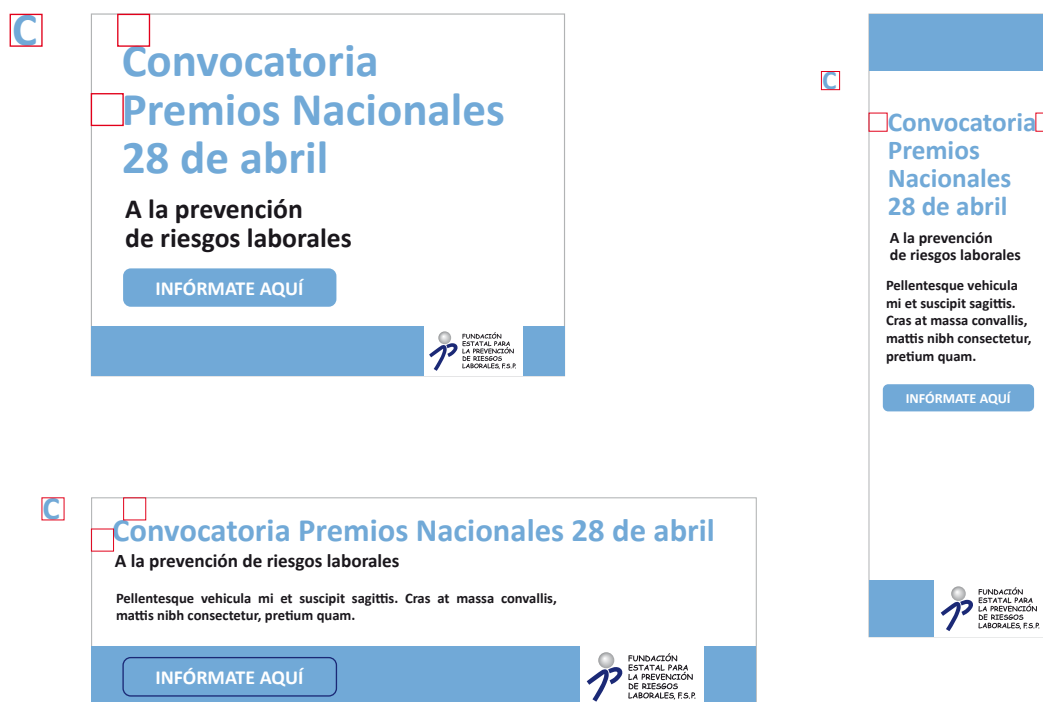 C
Convocatoria
Premios Nacionales
28 de abril
A la prevención
de riesgos laborales
INFÓRMATE AQUÍ
FUNDACIÓN
ESTATAL PARA
LA PREVENCIÓN
DE RIESGOS
LABORALES, F.S.P.
C
Convocatoria
Premios
Nacionales
28 de abril
A la prevención
de riesgos laborales
Pellentesque vehicula
mi et suscipit sagittis.
Cras at massa convallis,
mattis nibh consectetur,
pretium quam.
INFÓRMATE AQUÍ
FUNDACIÓN
ESTATAL PARA
LA PREVENCIÓN
DE RIESGOS
LABORALES, F.S.P.
C
Convocatoria Premios Nacionales 28 de abril
A la prevención de riesgos laborales
Pellentesque vehicula mi et suscipit sagittis. Cras at massa convallis,
mattis nibh consectetur, pretium quam.
INFÓRMATE AQUÍ
FUNDACIÓN
ESTATAL PARA
LA PREVENCIÓN
DE RIESGOS
LABORALES, F.S.P.